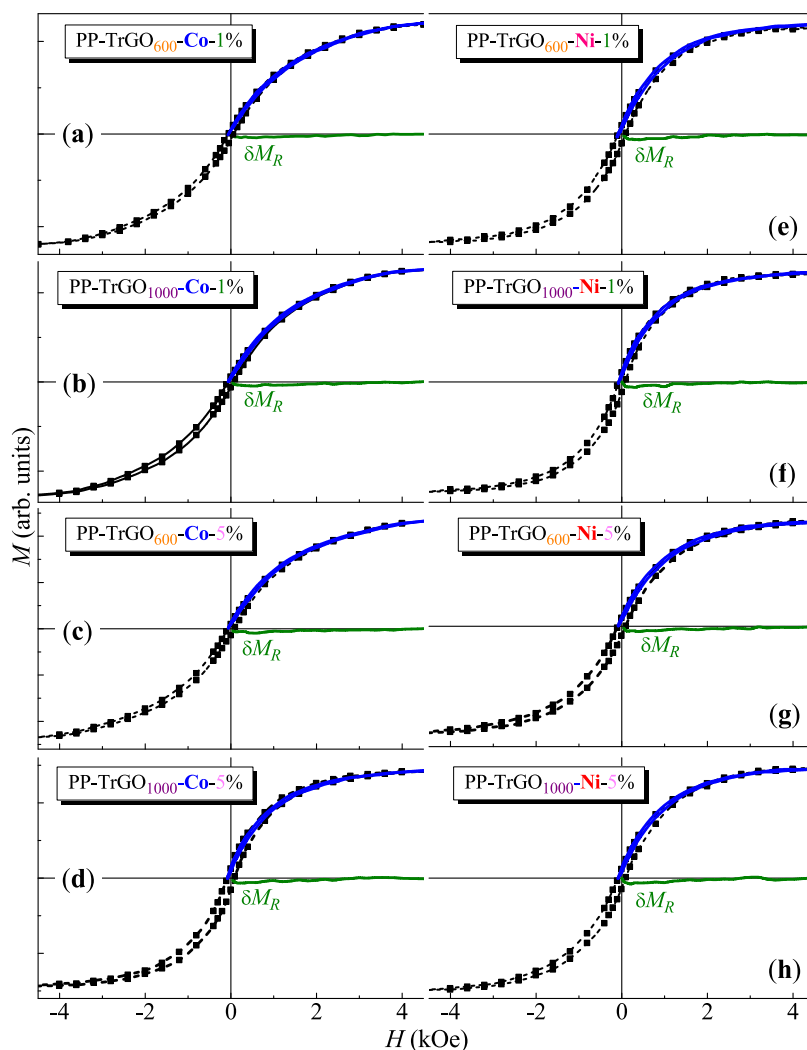 PP-TrGO600-Co-1%
(a)
δMR
PP-TrGO600-Ni-1%
δMR
(e)
PP-TrGO1000-Co-1%
(b)
δMR
PP-TrGO1000-Ni-1%
δMR
(f)
M (arb. units)
PP-TrGO600-Co-5%
(c)
δMR
PP-TrGO600-Ni-5%
δMR
(g)
PP-TrGO1000-Co-5%
(d)
δMR
PP-TrGO1000-Ni-5%
δMR
(h)
-4 -2 0 2 4 -4 -2 0 2 4
H (kOe)